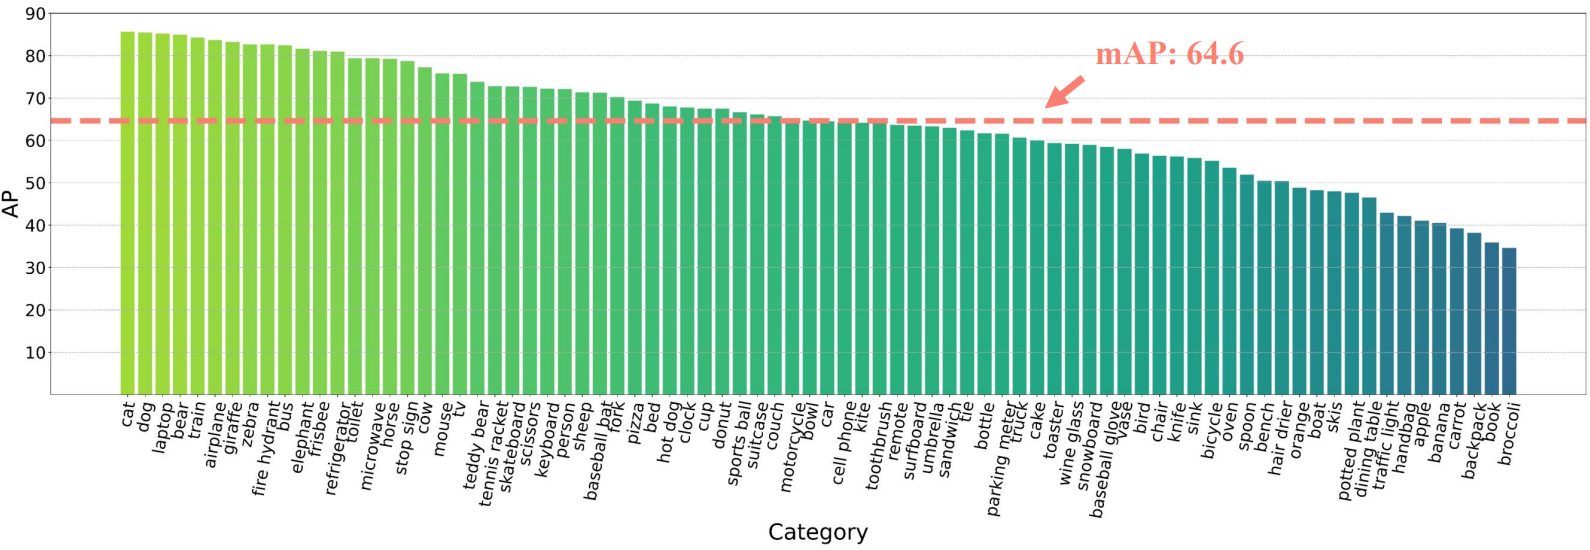 90
80
70
60
50
40
30
20
10
AP
mAP: 64.6
cat
dog
laptop
bear
train
airplane
giraffe
zebra
fire hydrant
bus
elephant
frisbee
refrigerator
toilet
microwave
horse
stop sign
cow
mouse
tv
teddy bear
tennis racket
skateboard
scissors
keyboard
person
sheep
baseball bat
fork
pizza
bed
hot dog
clock
cup
donut
sports ball
suitcase
couch
motorcycle
bowl
car
cell phone
kite
toothbrush
remote
surfboard
umbrella
sandwich
tie
bottle
parking meter
truck
cake
toaster
wine glass
snowboard
baseball glove
vase
bird
chair
knife
sink
bicycle
oven
spoon
bench
hair drier
orange
boat
skis
potted plant
dining table
traffic light
handbag
apple
banana
carrot
backpack
book
broccoli
Category